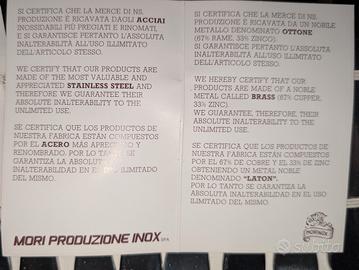 SI CERTIFICA CHE LA MERCE DI NS.
PRODUZIONE È RICAVATA DAGLI ACCIAI
INOSSIDABILI PIÙ PREGIATI E RINOMATI.
SI GARANTISCE PERTANTO L'ASSOLUTA
INALTERABILITÀ ALL'USO ILLIMITATO
DELL'ARTICOLO STESSO.
WE CERTIFY THAT OUR PRODUCTS ARE
MADE OF THE MOST VALUABLE AND
APPRECIATED STAINLESS STEEL AND
THEREFORE WE GUARANTEE THEIR
ABSOLUTE INALTERABILITY TO THE
UNLIMITED USE.
SE CERTIFICA QUE LOS PRODUCTOS DE
NUESTRA FABRICA ESTÁN COMPUESTOS
POR EL ACERO MÁS APRECIADO Y
RENOMBRADO. POR LO TANTO SE
GARANTIZA LA ABSOLUTA
INALTERABILIDAD EN EL USO ILIMITADO
DEL MISMO.
MORI PRODUZIONE INOX S.P.A.
SI CERTIFICA CHE LA MERCE DI NS.
PRODUZIONE È RICAVATA DA UN NOBILE
METALLO DENOMINATO OTTONE
(67% RAME, 33% ZINCO).
SI GARANTISCE PERTANTO L'ASSOLUTA
INALTERABILITÀ ALL'USO ILLIMITATO
DELL'ARTICOLO STESSO.
WE HEREBY CERTIFY THAT OUR
PRODUCTS ARE MADE OF A NOBLE
METAL CALLED BRASS (67% CUPPER,
33% ZINC).
WE GUARANTEE, THEREFORE, THEIR
ABSOLUTE INALTERABILITY TO THE
UNLIMITED USE.
SE CERTIFICA QUE LOS PRODUCTOS DE
NUESTRA FÁBRICA ESTÁN COMPUESTOS
POR EL 67% DE COBRE Y EL 33% DE ZINC
OBTENIENDO UN METAL NOBLE
DENOMINADO "LATON".
POR LO TANTO SE GARANTIZA LA
ABSOLUTA INALTERABILIDAD EN EL USO
ILIMITADO DEL MISMO.
subito